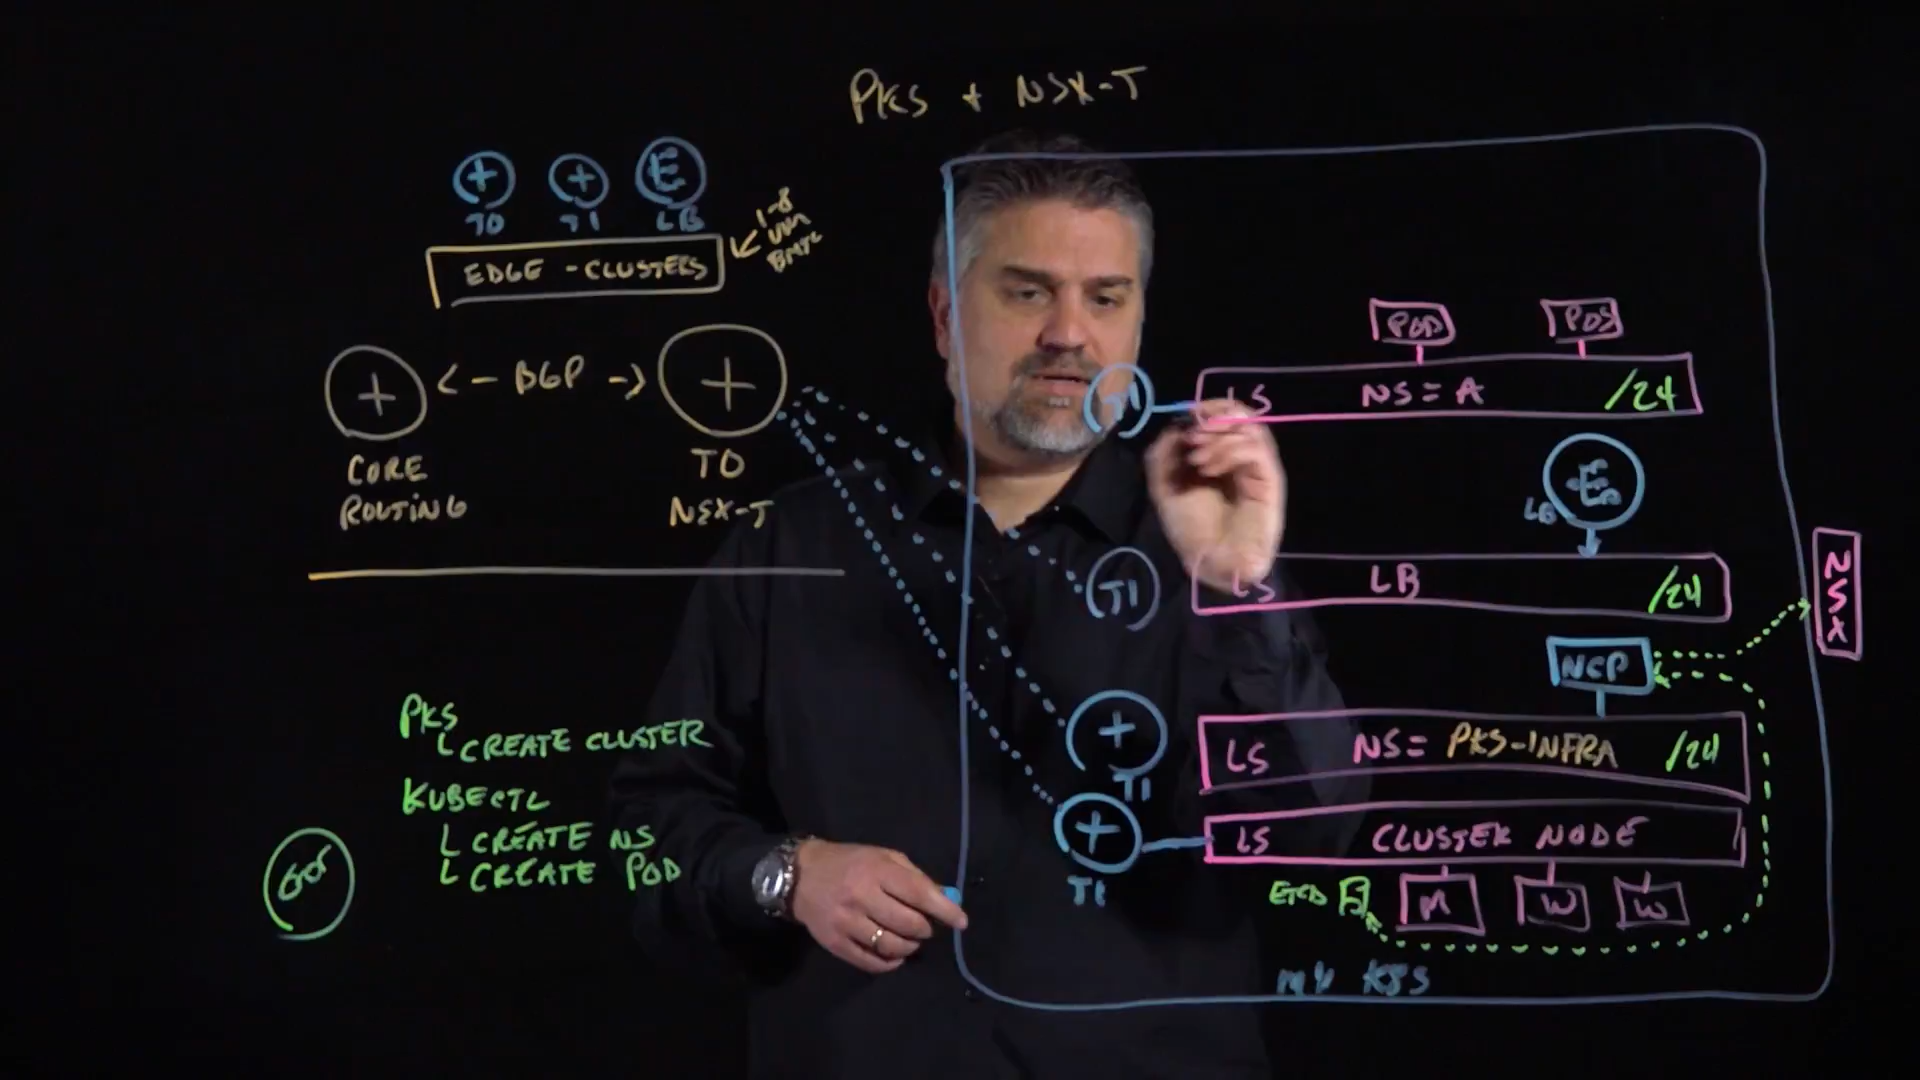 PKS + NSX-T
TO T1 LB
EDGE - CLUSTERS
1-8
VM
<- BGP ->
CORE
ROUTING
TO
NSX-T
PKS
L CREATE CLUSTER
KUBECTL
L CREATE NS
L CREATE POD
POD POD
T1 LS NS = A /24
E
LB
T1 LS LB /24
NSX
NCP
T1 LS NS = PKS-INFRA /24
T1 LS CLUSTER NODE
ETCD M W W
MY K8S